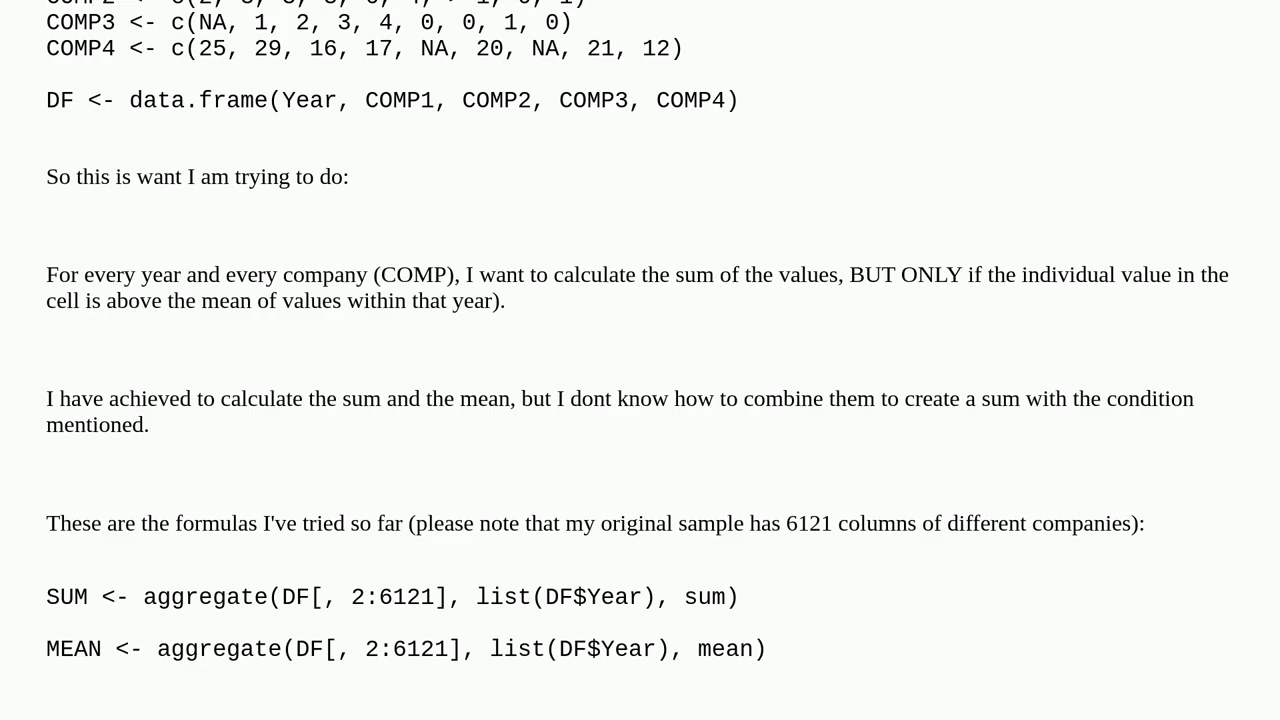 COMP3 <- c(NA, 1, 2, 3, 4, 0, 0, 1, 0)
COMP4 <- c(25, 29, 16, 17, NA, 20, NA, 21, 12)
DF <- data.frame(Year, COMP1, COMP2, COMP3, COMP4)
So this is want I am trying to do:
For every year and every company (COMP), I want to calculate the sum of the values, BUT ONLY if the individual value in the
cell is above the mean of values within that year).
I have achieved to calculate the sum and the mean, but I dont know how to combine them to create a sum with the condition
mentioned.
These are the formulas I've tried so far (please note that my original sample has 6121 columns of different companies):
SUM <- aggregate(DF[, 2:6121], list(DF$Year), sum)
MEAN <- aggregate(DF[, 2:6121], list(DF$Year), mean)